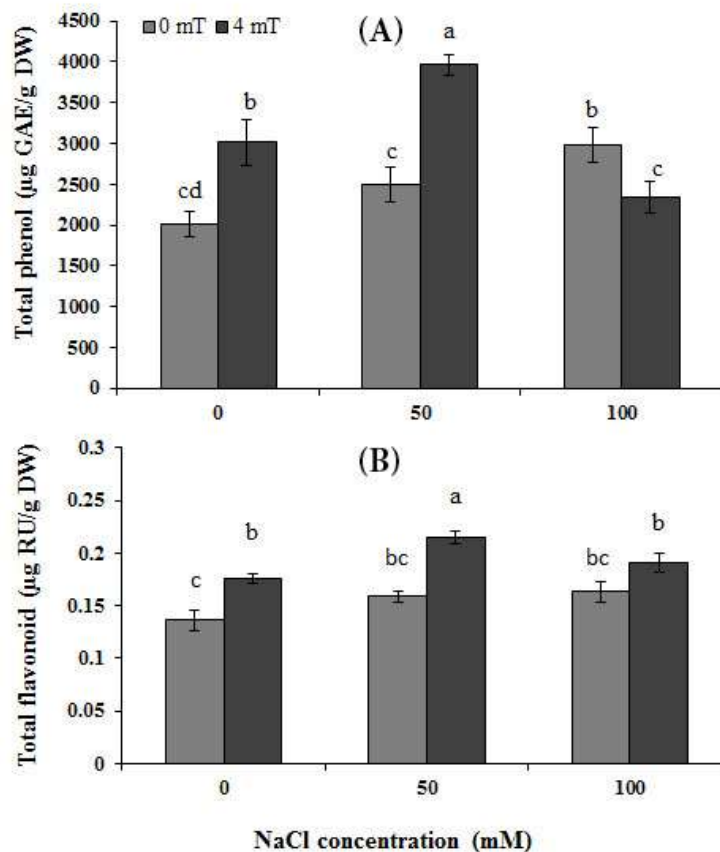 Total phenol (µg GAE/g DW)
4500
4000
3500
3000
2500
2000
1500
1000
500
0
0 mT 4 mT
(A)
cd
b
c
a
b
c
0 50 100
Total flavonoid (µg RU/g DW)
0.3
0.25
0.2
0.15
0.1
0.05
0
(B)
c
b
bc
a
bc
b
0 50 100
NaCl concentration (mM)